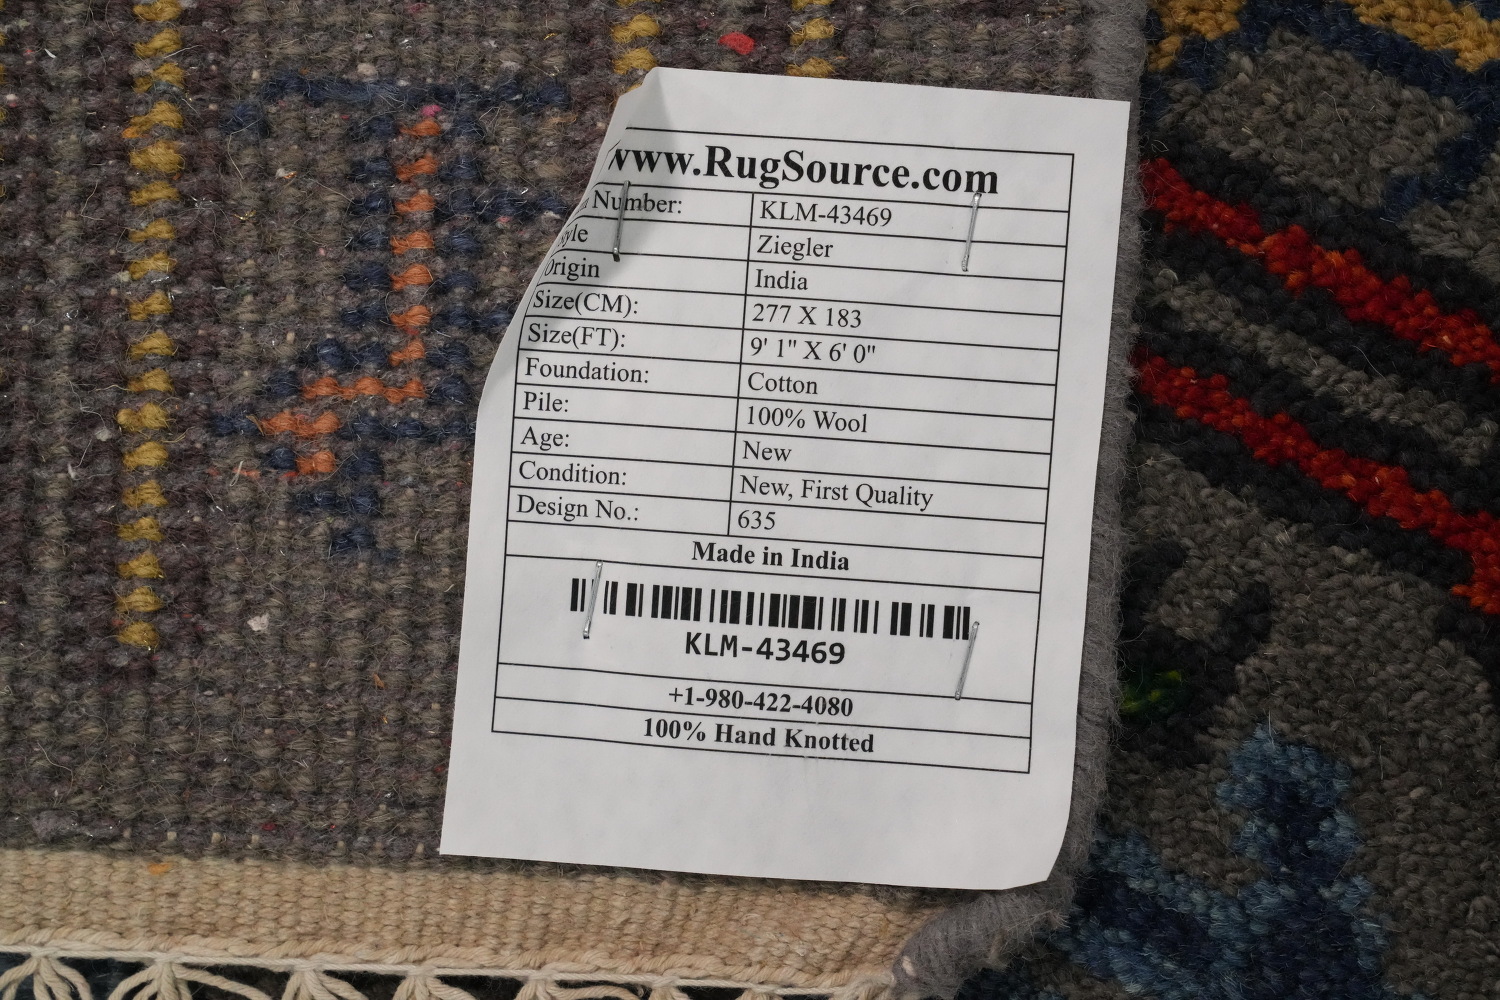 www.RugSource.com
Number: KLM-43469
Style Ziegler
Origin India
Size(CM): 277 X 183
Size(FT): 9' 1" X 6' 0"
Foundation: Cotton
Pile: 100% Wool
Age: New
Condition: New, First Quality
Design No.: 635
Made in India
KLM-43469
+1-980-422-4080
100% Hand Knotted